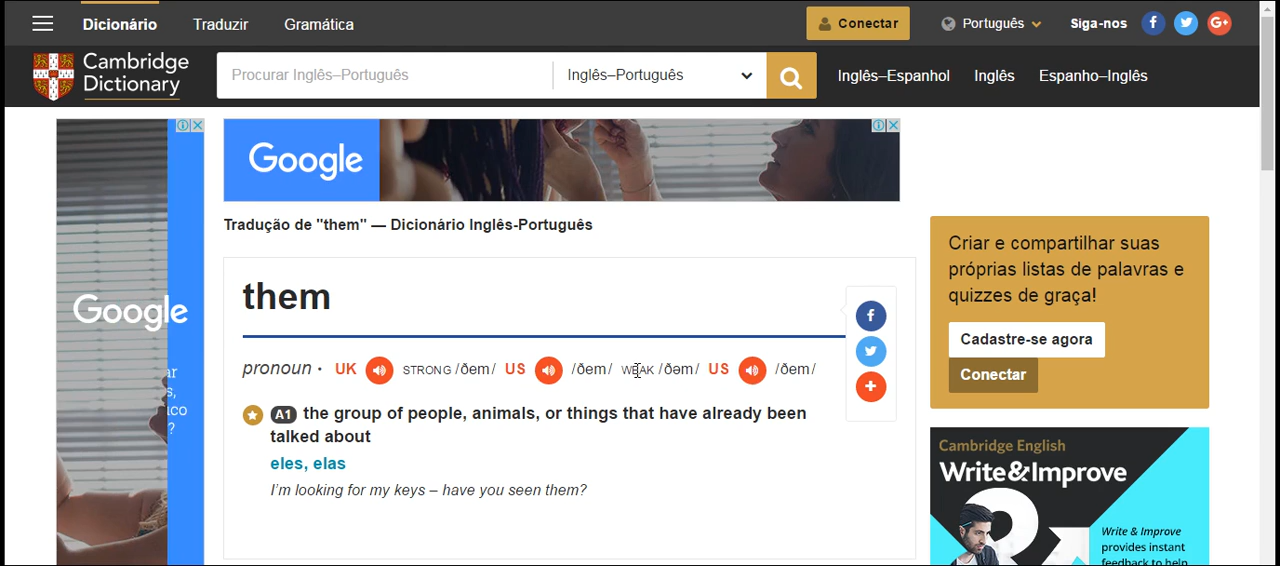 Dicionário Traduzir Gramática Conectar Português Siga-nos f G+
Cambridge
Dictionary
Procurar Inglês–Português Inglês–Português Inglês–Espanhol Inglês Espanho–Inglês
Google
Tradução de "them" — Dicionário Inglês-Português
them
pronoun · UK STRONG /ðem/ US /ðem/ WEAK /ðəm/ US /ðem/
A1 the group of people, animals, or things that have already been
talked about
eles, elas
I'm looking for my keys – have you seen them?
f
+
Google
ar
s,
ico
?
Criar e compartilhar suas
próprias listas de palavras e
quizzes de graça!
Cadastre-se agora
Conectar
Cambridge English
Write&Improve
Write & Improve
provides instant
feedback to help